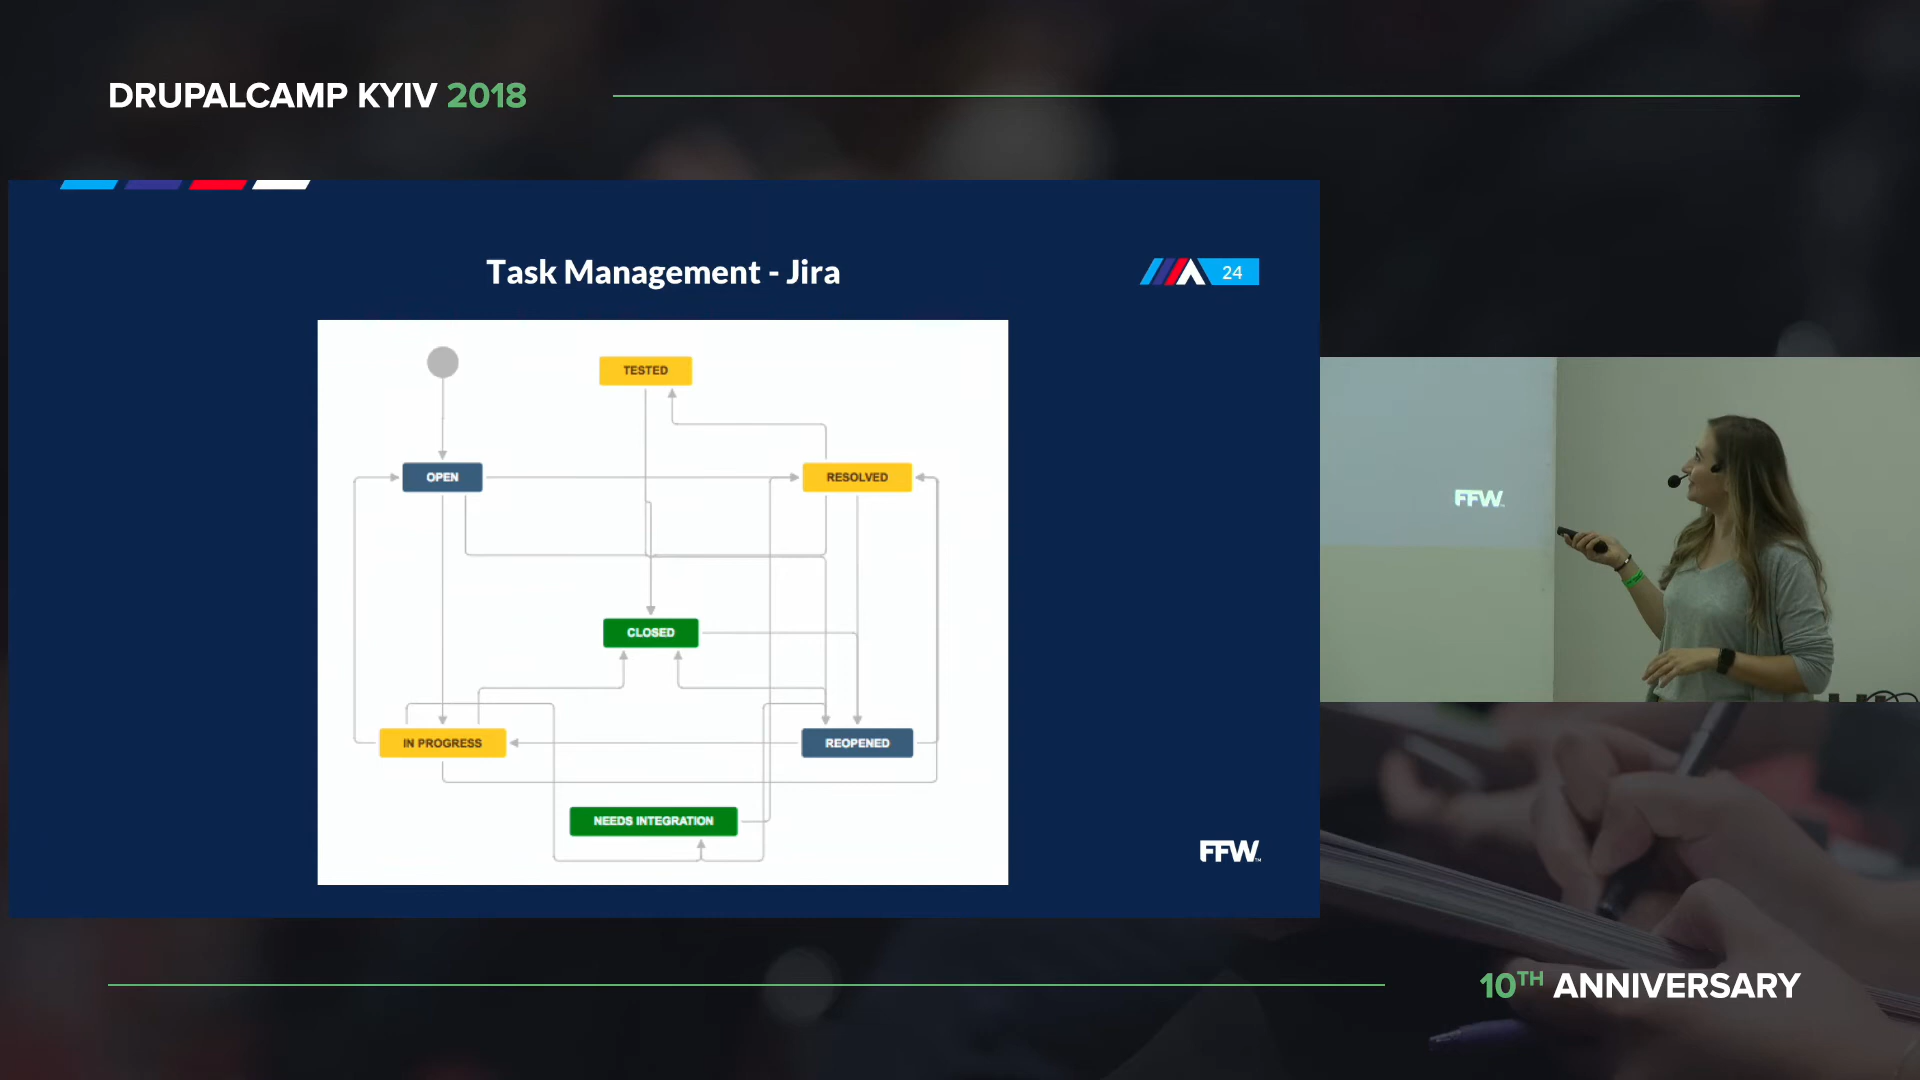 DRUPALCAMP KYIV 2018
Task Management - Jira
24
TESTED
OPEN
RESOLVED
CLOSED
IN PROGRESS
REOPENED
NEEDS INTEGRATION
FFW
FFW
10TH ANNIVERSARY